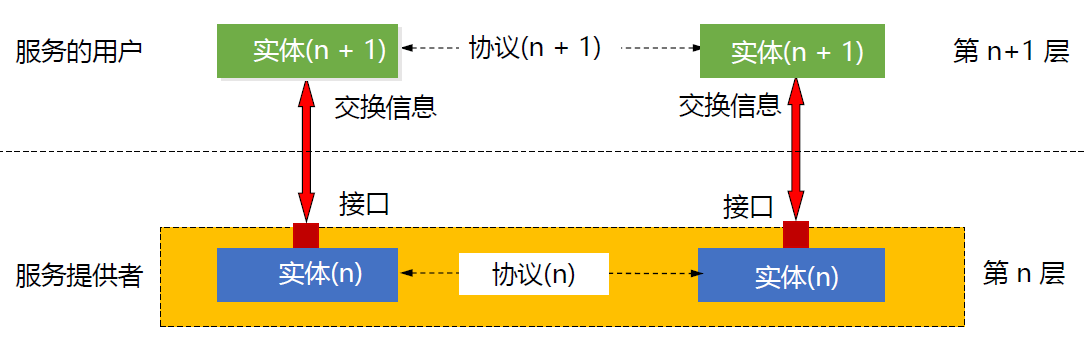 服务的用户
实体(n + 1)
协议(n + 1)
实体(n + 1)
第 n+1 层
交换信息
交换信息
接口
接口
服务提供者
实体(n)
协议(n)
实体(n)
第 n 层